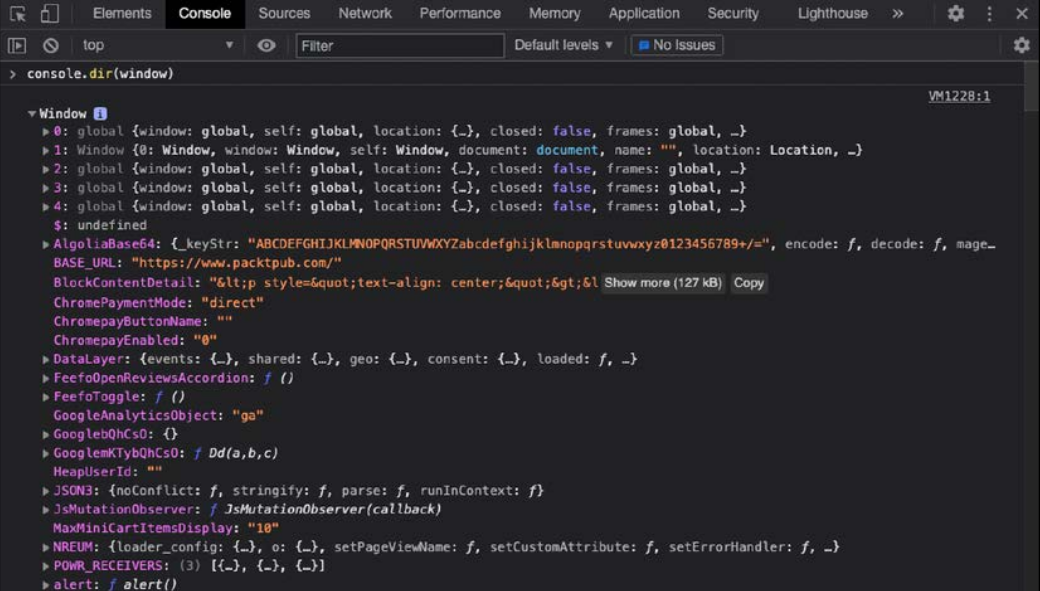 Elements Console Sources Network Performance Memory Application Security Lighthouse »
top ▼ Filter Default levels ▼ No Issues
> console.dir(window)
VM1228:1
▼Window i
▶0: global {window: global, self: global, location: {…}, closed: false, frames: global, …}
▶1: Window {0: Window, window: Window, self: Window, document: document, name: "", location: Location, …}
▶2: global {window: global, self: global, location: {…}, closed: false, frames: global, …}
▶3: global {window: global, self: global, location: {…}, closed: false, frames: global, …}
▶4: global {window: global, self: global, location: {…}, closed: false, frames: global, …}
$: undefined
▶AlgoliaBase64: {_keyStr: "ABCDEFGHIJKLMNOPQRSTUVWXYZabcdefghijklmnopqrstuvwxyz0123456789+/=", encode: ƒ, decode: ƒ, mage…
BASE_URL: "https://www.packtpub.com/"
BlockContentDetail: "&lt;p style=&quot;text-align: center;&quot;&gt;&l Show more (127 kB) Copy
ChromePaymentMode: "direct"
ChromepayButtonName: ""
ChromepayEnabled: "0"
▶DataLayer: {events: {…}, shared: {…}, geo: {…}, consent: {…}, loaded: ƒ, …}
▶FeefoOpenReviewsAccordion: ƒ ()
▶FeefoToggle: ƒ ()
GoogleAnalyticsObject: "ga"
▶GooglebQhCsO: {}
▶GooglemKTybQhCsO: ƒ Dd(a,b,c)
HeapUserId: ""
▶JSON3: {noConflict: ƒ, stringify: ƒ, parse: ƒ, runInContext: ƒ}
▶JsMutationObserver: ƒ JsMutationObserver(callback)
MaxMiniCartItemsDisplay: "10"
▶NREUM: {loader_config: {…}, o: {…}, setPageViewName: ƒ, setCustomAttribute: ƒ, setErrorHandler: ƒ, …}
▶POWR_RECEIVERS: (3) [{…}, {…}, {…}]
▶alert: ƒ alert()